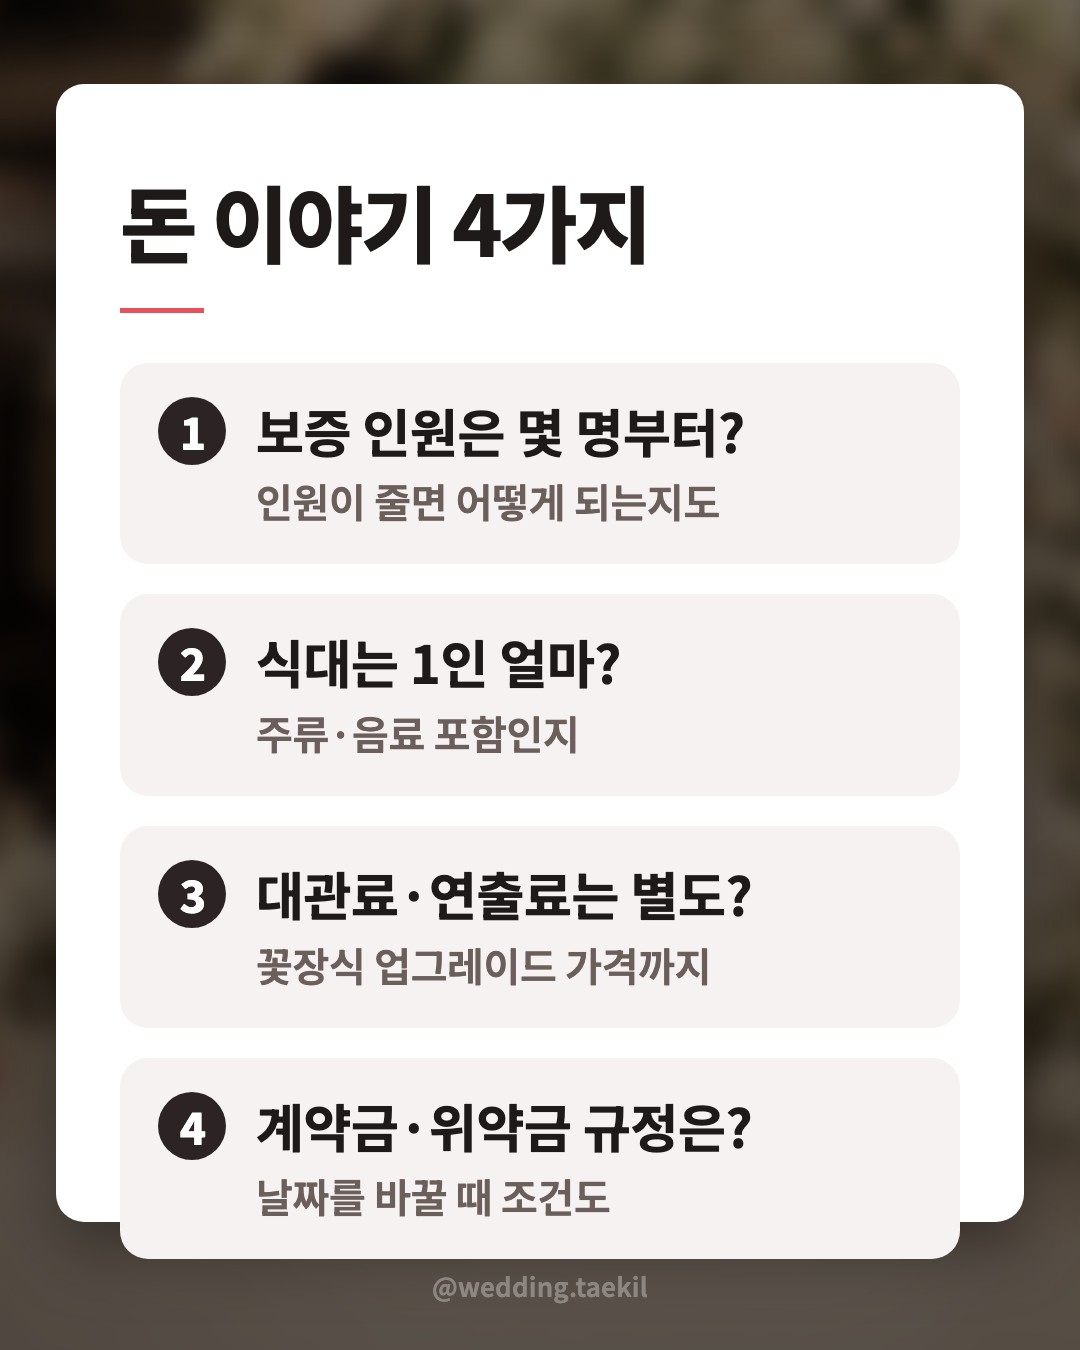 돈 이야기 4가지
1 보증 인원은 몇 명부터?
인원이 줄면 어떻게 되는지도
2 식대는 1인 얼마?
주류·음료 포함인지
3 대관료·연출료는 별도?
꽃장식 업그레이드 가격까지
4 계약금·위약금 규정은?
날짜를 바꿀 때 조건도
@wedding.taekil